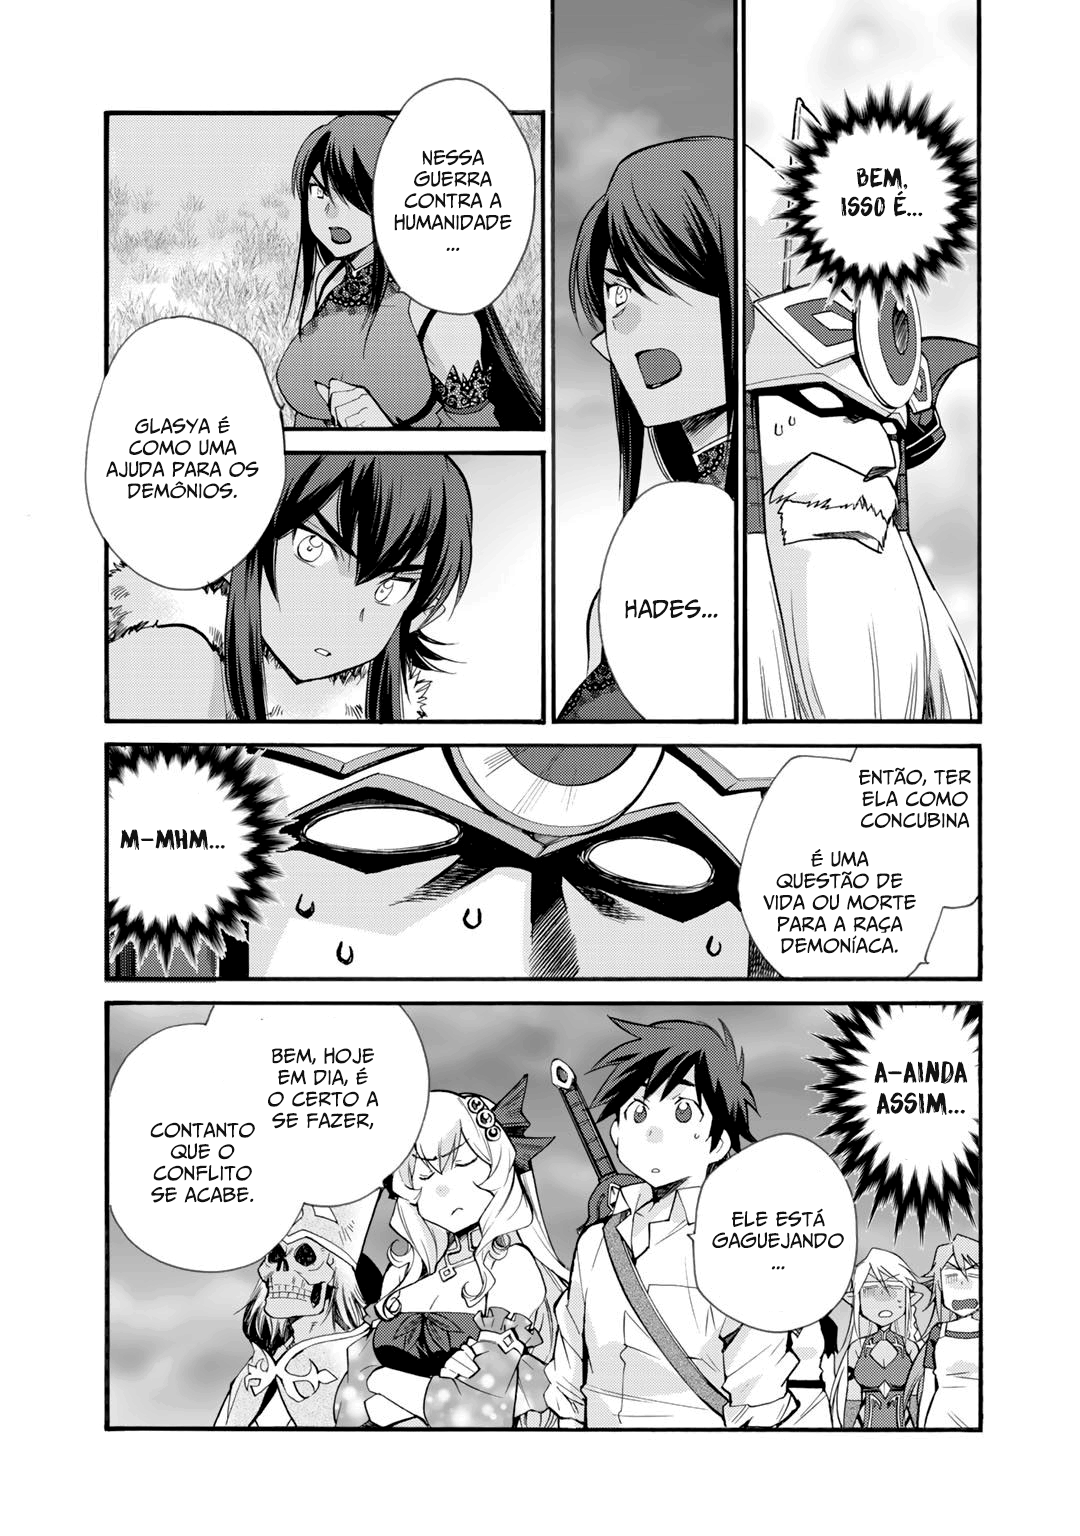 BEM,
ISSO É...
HADES...
NESSA
GUERRA
CONTRA A
HUMANIDADE
...
GLASYA É
COMO UMA
AJUDA PARA OS
DEMÔNIOS.
ENTÃO, TER
ELA COMO
CONCUBINA
É UMA
QUESTÃO DE
VIDA OU MORTE
PARA A RAÇA
DEMONÍACA.
M-MHM...
A-AINDA
ASSIM...
ELE ESTÁ
GAGUEJANDO
...
BEM, HOJE
EM DIA, É
O CERTO A
SE FAZER,
CONTANTO
QUE O
CONFLITO
SE ACABE.